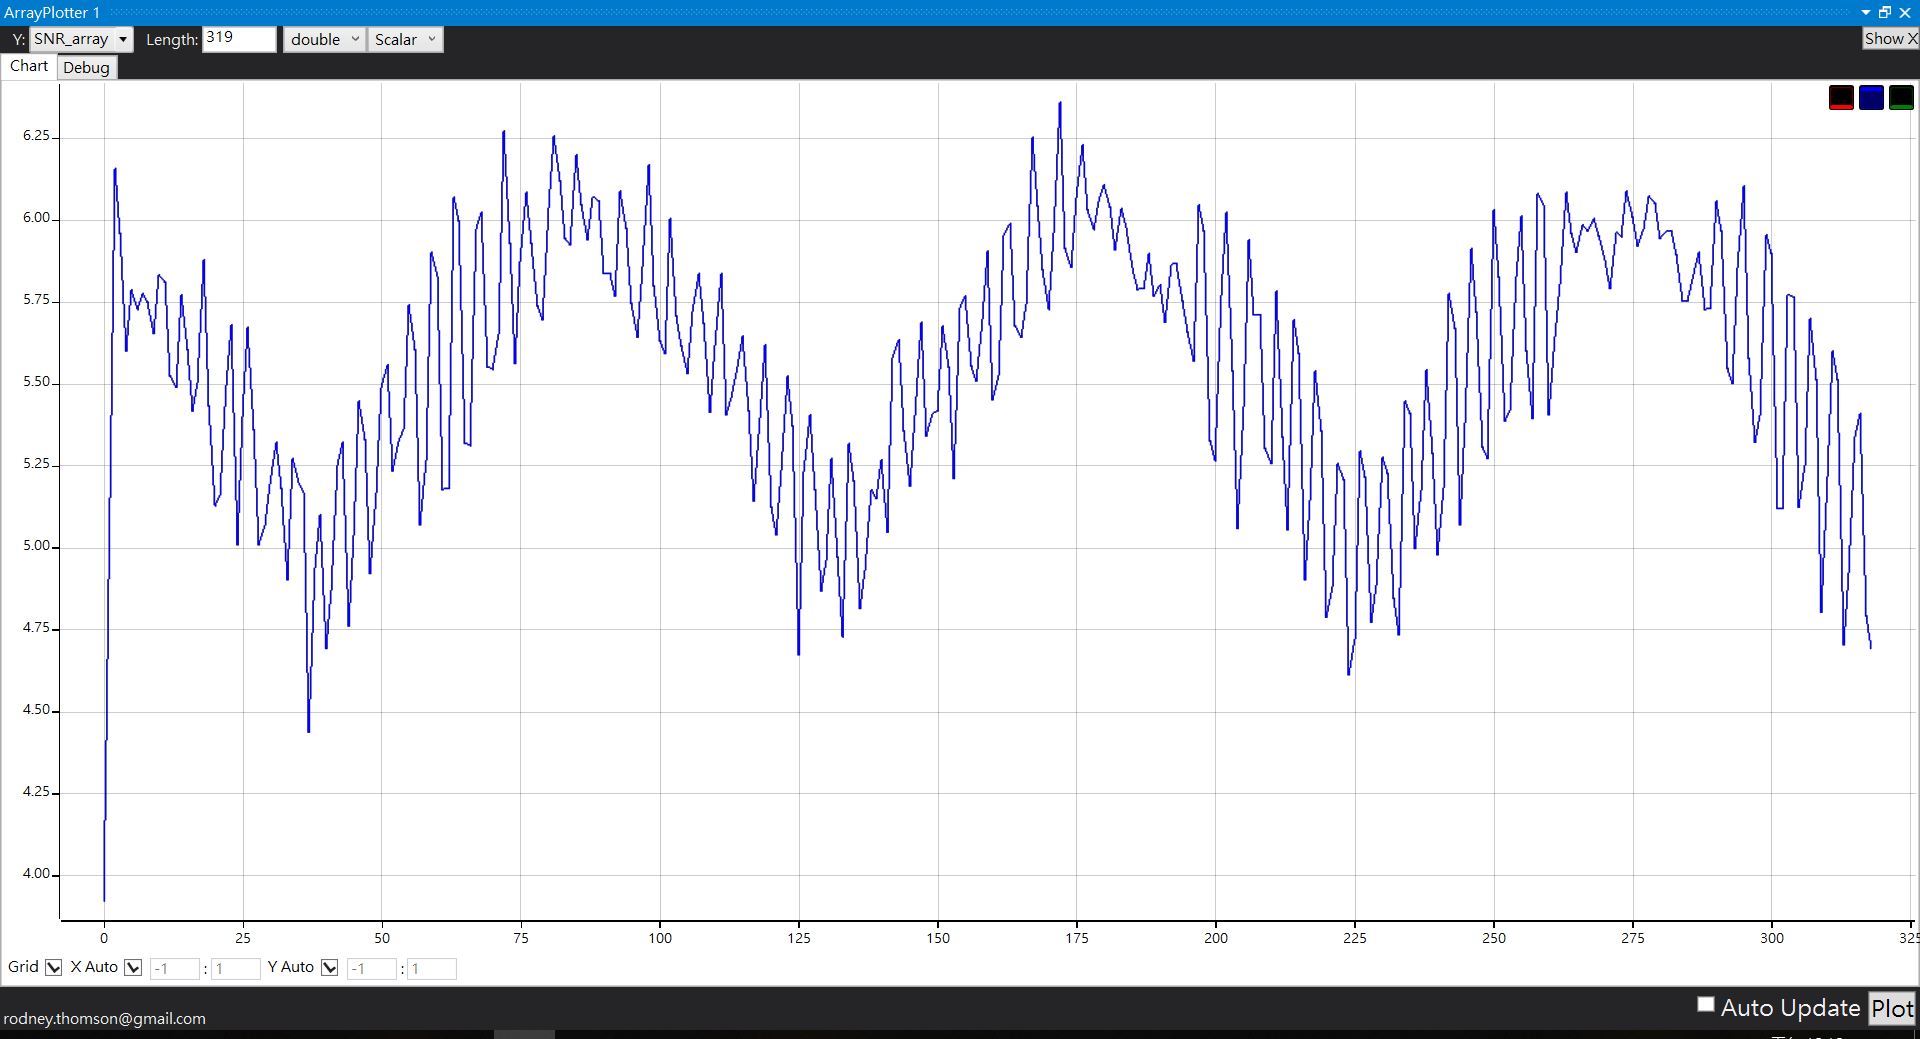 ArrayPlotter 1
Y: SNR_array Length: 319 double Scalar Show X
Chart Debug
6.25
6.00
5.75
5.50
5.25
5.00
4.75
4.50
4.25
4.00
0 25 50 75 100 125 150 175 200 225 250 275 300 325
Grid X Auto -1 : 1 Y Auto -1 : 1
Auto Update Plot
rodney.thomson@gmail.com